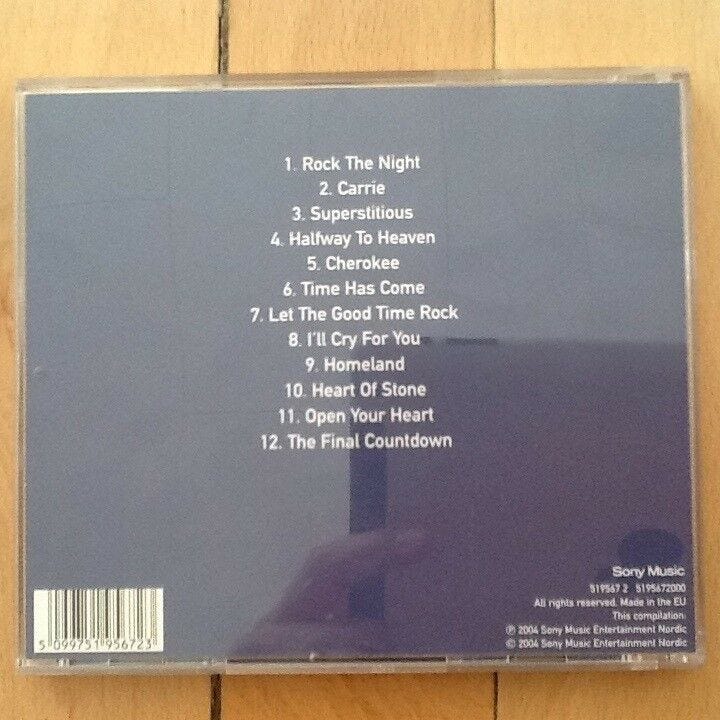 1. Rock The Night
2. Carrie
3. Superstitious
4. Halfway To Heaven
5. Cherokee
6. Time Has Come
7. Let The Good Time Rock
8. I'll Cry For You
9. Homeland
10. Heart Of Stone
11. Open Your Heart
12. The Final Countdown
Sony Music
519567 2 5195672000
All rights reserved. Made in the EU
This compilation:
℗ 2004 Sony Music Entertainment Nordic
© 2004 Sony Music Entertainment Nordic
5 099751 956723